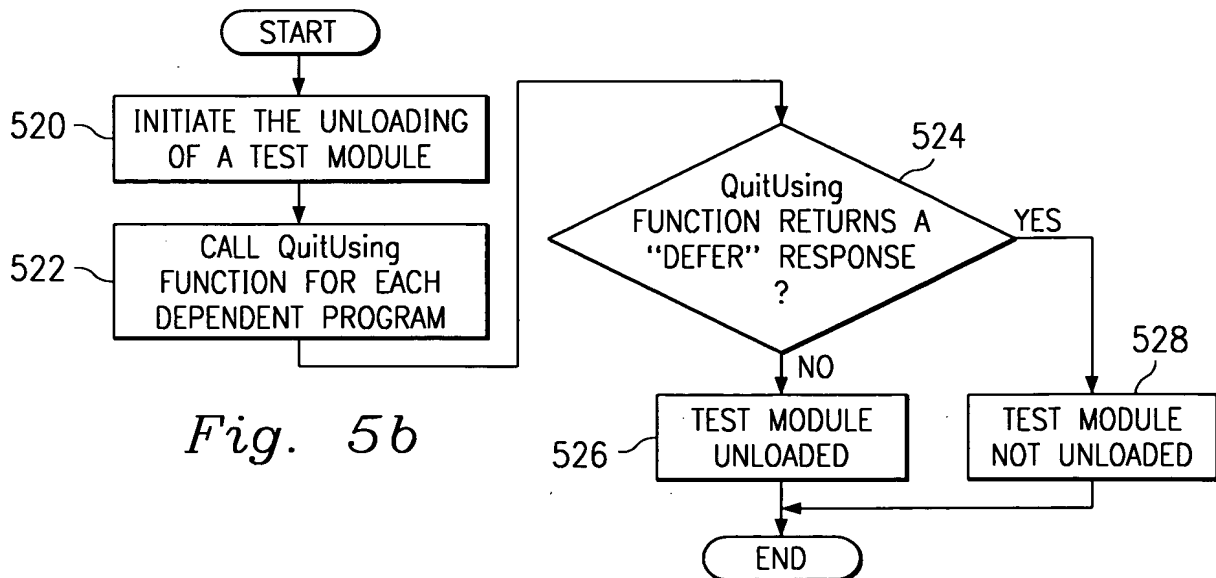 START
520
INITIATE THE UNLOADING
OF A TEST MODULE
522
CALL QuitUsing
FUNCTION FOR EACH
DEPENDENT PROGRAM
524
QuitUsing
FUNCTION RETURNS A
“DEFER” RESPONSE
?
YES
NO
526
TEST MODULE
UNLOADED
528
TEST MODULE
NOT UNLOADED
END
Fig. 5b